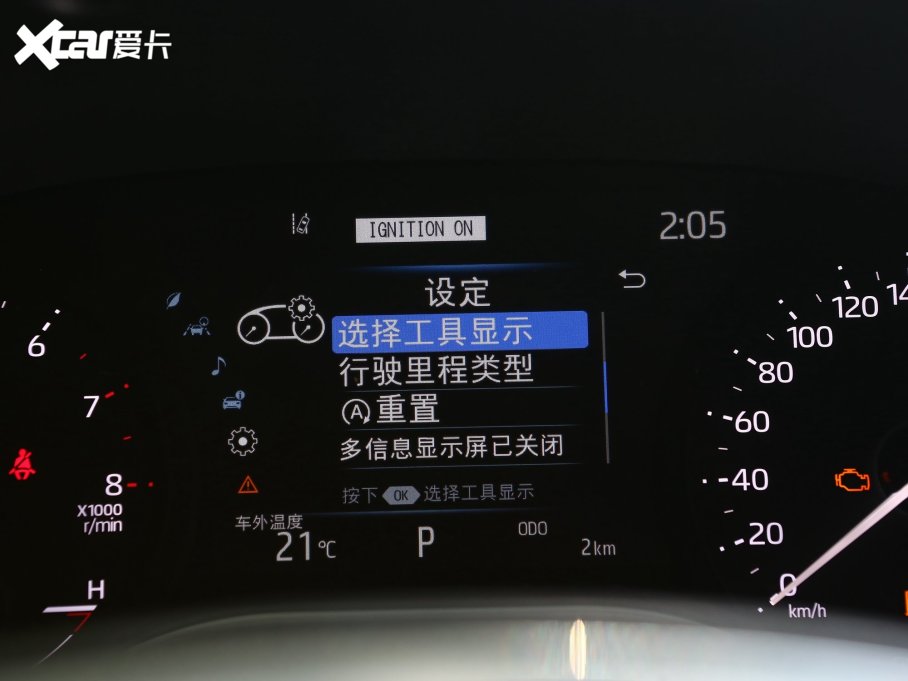 Xcar爱卡
IGNITION ON
2:05
设定
选择工具显示
行驶里程类型
A 重置
多信息显示屏已关闭
按下 OK 选择工具显示
车外温度
21℃
P
ODO
2km
6
7
8
X1000
r/min
H
140
120
100
80
60
40
20
0
km/h